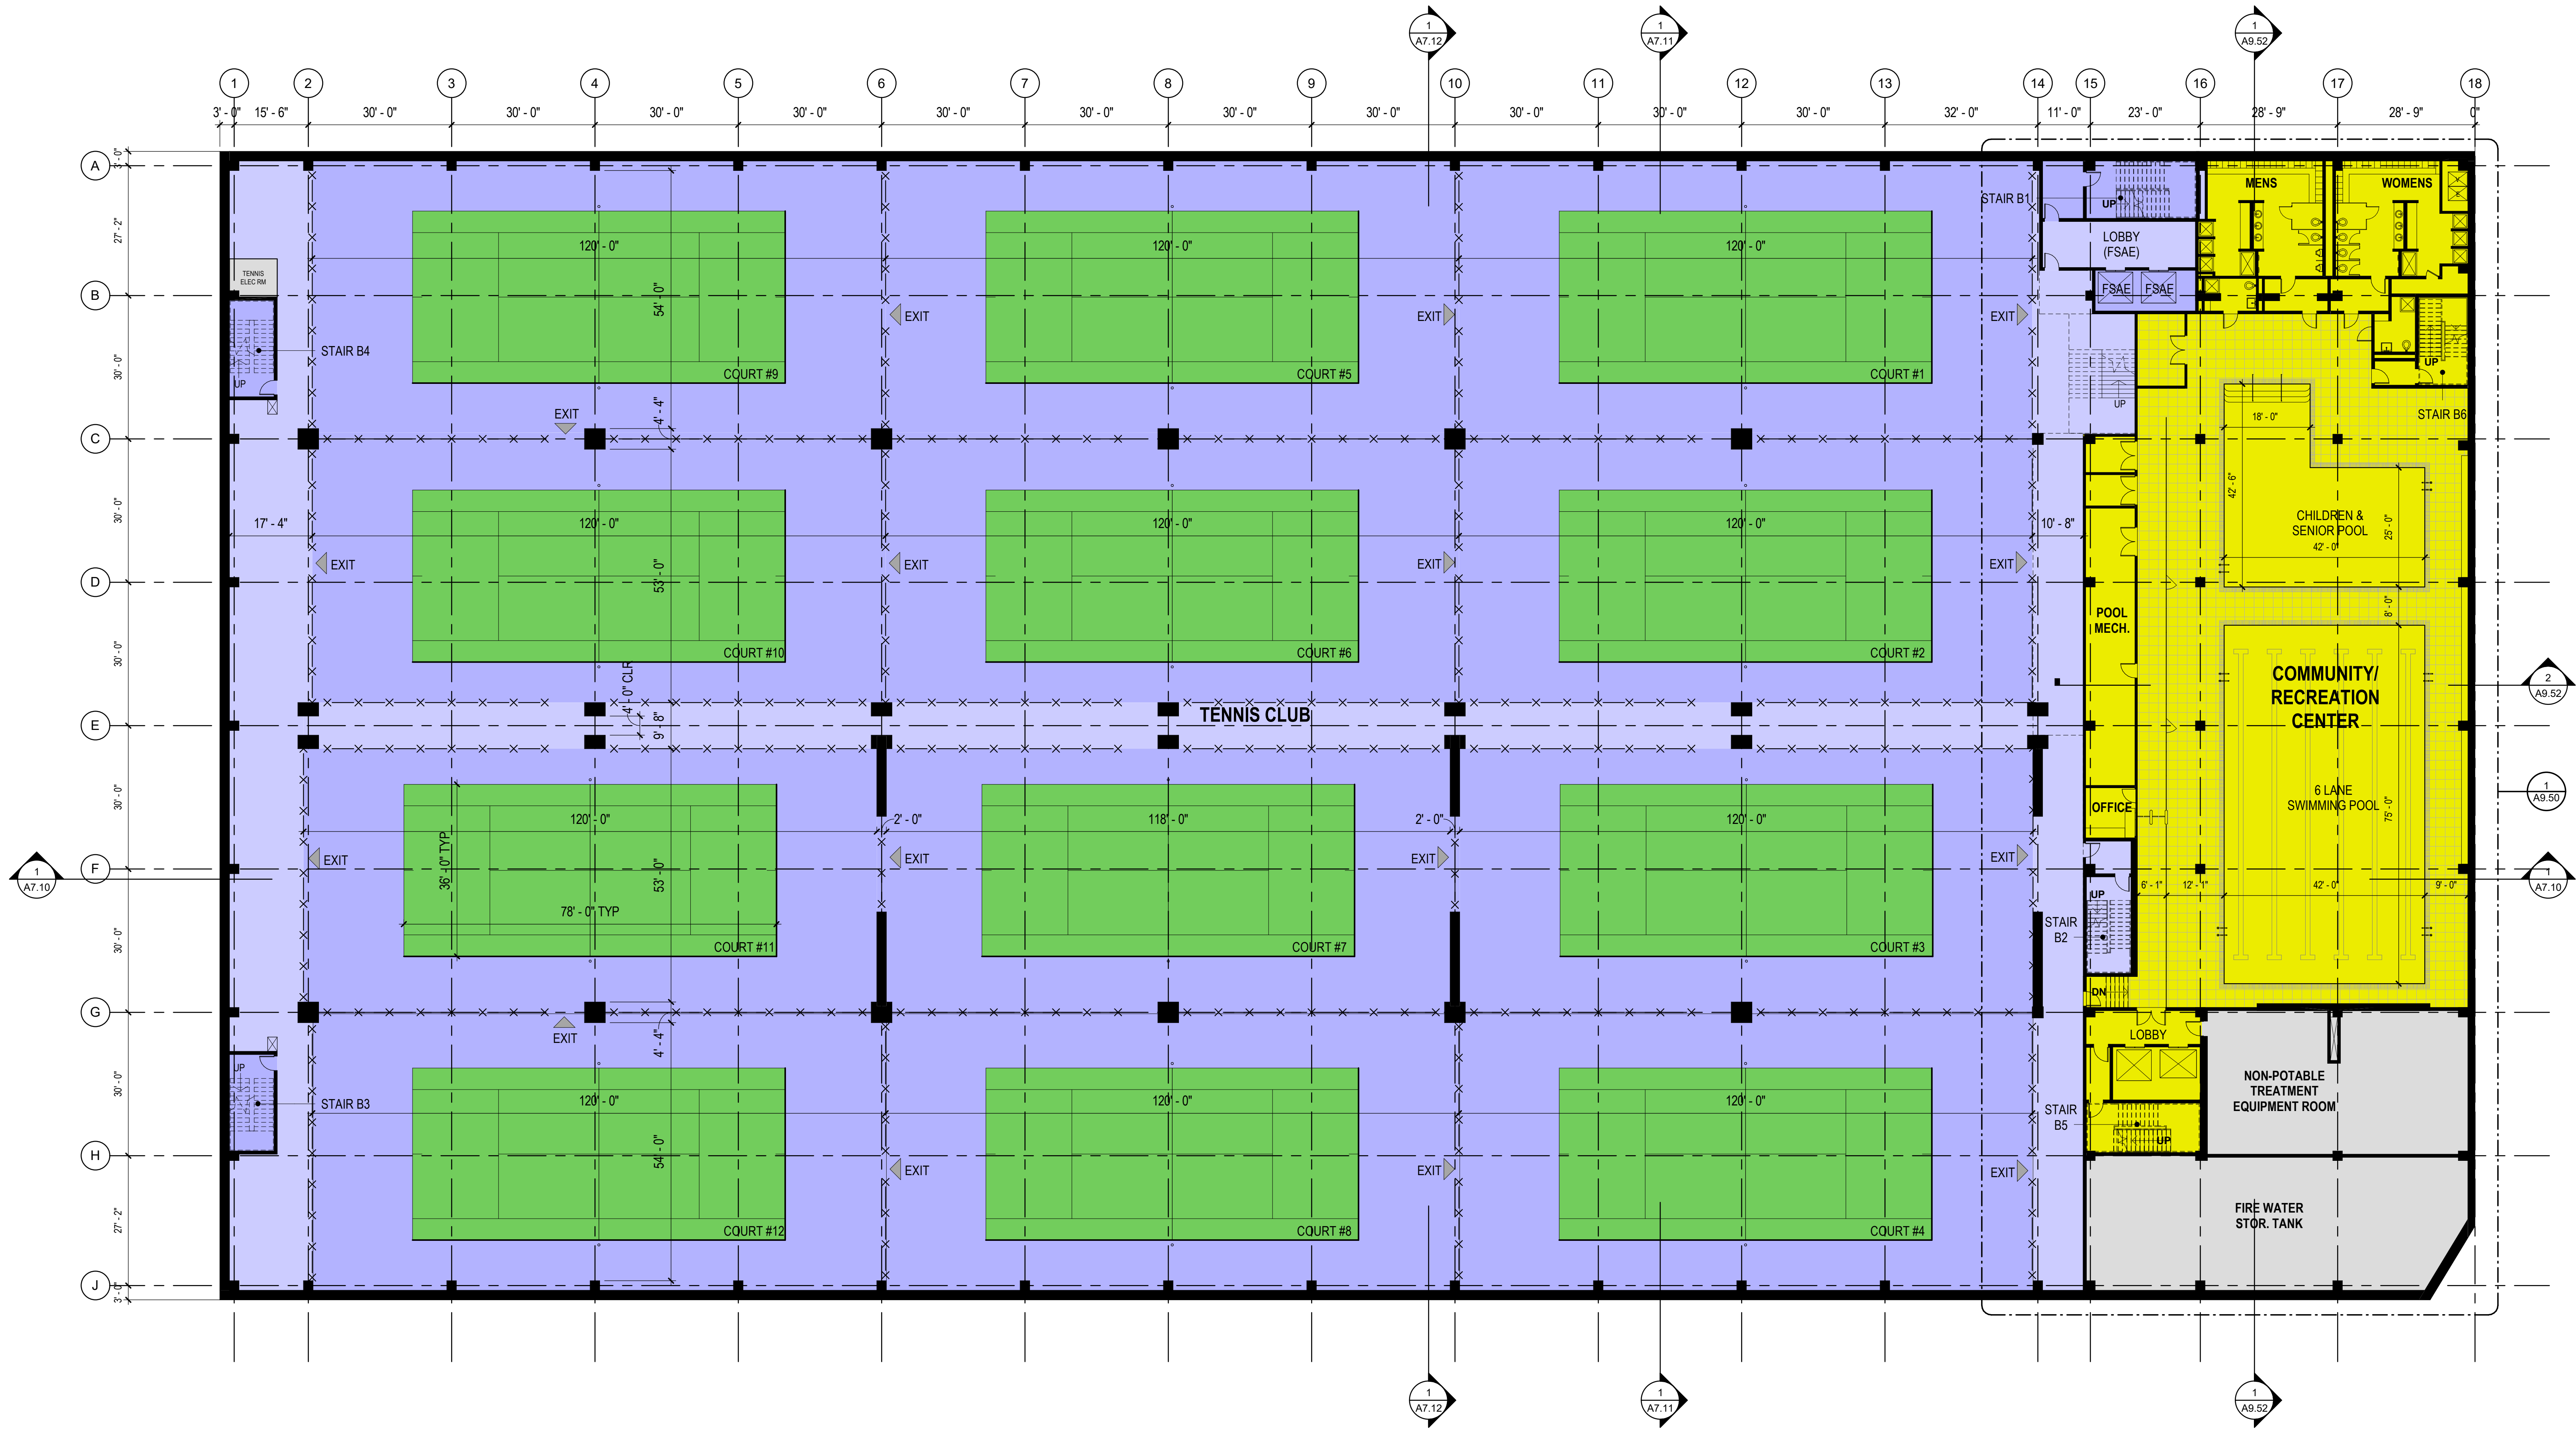 1
A7.12
1
A7.11
1
A9.52
1
2
3
4
5
6
7
8
9
10
11
12
13
14
15
16
17
18
3' - 0"
15' - 6"
30' - 0"
30' - 0"
30' - 0"
30' - 0"
30' - 0"
30' - 0"
30' - 0"
30' - 0"
30' - 0"
30' - 0"
30' - 0"
32' - 0"
11' - 0"
23' - 0"
28' - 9"
28' - 9"
0"
A
B
C
D
E
F
G
H
J
3' - 0"
27' - 2"
30' - 0"
30' - 0"
30' - 0"
30' - 0"
30' - 0"
30' - 0"
27' - 2"
3' - 0"
TENNIS
ELEC RM
STAIR B4
UP
120' - 0"
54' - 0"
COURT #9
120' - 0"
COURT #5
120' - 0"
COURT #1
EXIT
EXIT
EXIT
EXIT
4' - 4"
STAIR B1
UP
LOBBY
(FSAE)
FSAE
FSAE
UP
MENS
WOMENS
UP
STAIR B6
17' - 4"
120' - 0"
53' - 0"
COURT #10
120' - 0"
COURT #6
120' - 0"
COURT #2
10' - 8"
EXIT
EXIT
EXIT
EXIT
18' - 0"
42' - 6"
CHILDREN &
SENIOR POOL
42' - 0"
25' - 0"
8' - 0"
POOL
MECH.
4' - 0" CLR
9' - 8"
TENNIS CLUB
COMMUNITY/
RECREATION
CENTER
6 LANE
SWIMMING POOL
75' - 0"
2
A9.52
1
A9.50
1
A7.10
OFFICE
120' - 0"
36' - 0" TYP
53' - 0"
78' - 0" TYP
COURT #11
2' - 0"
118' - 0"
COURT #7
2' - 0"
120' - 0"
COURT #3
EXIT
EXIT
EXIT
EXIT
1
A7.10
6' - 1"
12' - 1"
42' - 0"
9' - 0"
UP
STAIR
B2
DN
LOBBY
EXIT
4' - 4"
UP
STAIR B3
120' - 0"
54' - 0"
COURT #12
120' - 0"
COURT #8
120' - 0"
COURT #4
EXIT
EXIT
EXIT
STAIR
B5
UP
NON-POTABLE
TREATMENT
EQUIPMENT ROOM
FIRE WATER
STOR. TANK
1
A7.12
1
A7.11
1
A9.52